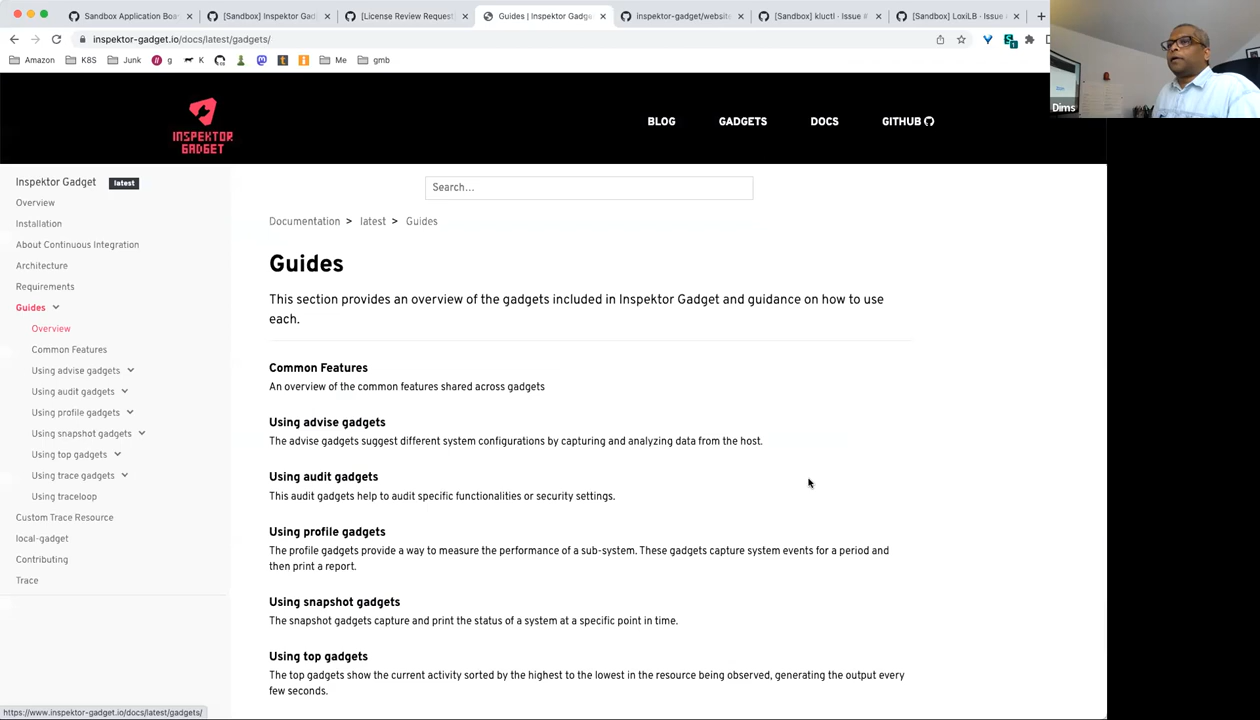 Sandbox Application Boa
[Sandbox] Inspektor Gad
[License Review Request
Guides | Inspektor Gadge
inspektor-gadget/website
[Sandbox] kluctl · Issue #
[Sandbox] LoxiLB · Issue
inspektor-gadget.io/docs/latest/gadgets/
Amazon K8S Junk g K Me gmb
Dims
INSPEKTOR
GADGET
BLOG GADGETS DOCS GITHUB
Inspektor Gadget latest
Overview
Installation
About Continuous Integration
Architecture
Requirements
Guides
Overview
Common Features
Using advise gadgets
Using audit gadgets
Using profile gadgets
Using snapshot gadgets
Using top gadgets
Using trace gadgets
Using traceloop
Custom Trace Resource
local-gadget
Contributing
Trace
Search...
Documentation > latest > Guides
Guides
This section provides an overview of the gadgets included in Inspektor Gadget and guidance on how to use
each.
Common Features
An overview of the common features shared across gadgets
Using advise gadgets
The advise gadgets suggest different system configurations by capturing and analyzing data from the host.
Using audit gadgets
This audit gadgets help to audit specific functionalities or security settings.
Using profile gadgets
The profile gadgets provide a way to measure the performance of a sub-system. These gadgets capture system events for a period and
then print a report.
Using snapshot gadgets
The snapshot gadgets capture and print the status of a system at a specific point in time.
Using top gadgets
The top gadgets show the current activity sorted by the highest to the lowest in the resource being observed, generating the output every
few seconds.
https://www.inspektor-gadget.io/docs/latest/gadgets/